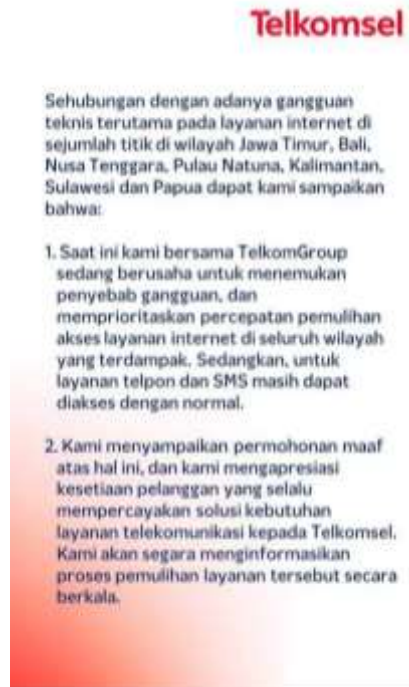 Telkomsel
Sehubungan dengan adanya gangguan
teknis terutama pada layanan internet di
sejumlah titik di wilayah Jawa Timur, Bali,
Nusa Tenggara, Pulau Natuna, Kalimantan,
Sulawesi dan Papua dapat kami sampaikan
bahwa:
1. Saat ini kami bersama TelkomGroup
sedang berusaha untuk menemukan
penyebab gangguan, dan
memprioritaskan percepatan pemulihan
akses layanan internet di seluruh wilayah
yang terdampak. Sedangkan, untuk
layanan telpon dan SMS masih dapat
diakses dengan normal.
2. Kami menyampaikan permohonan maaf
atas hal ini, dan kami mengapresiasi
kesetiaan pelanggan yang selalu
mempercayakan solusi kebutuhan
layanan telekomunikasi kepada Telkomsel.
Kami akan segara menginformasikan
proses pemulihan layanan tersebut secara
berkala.